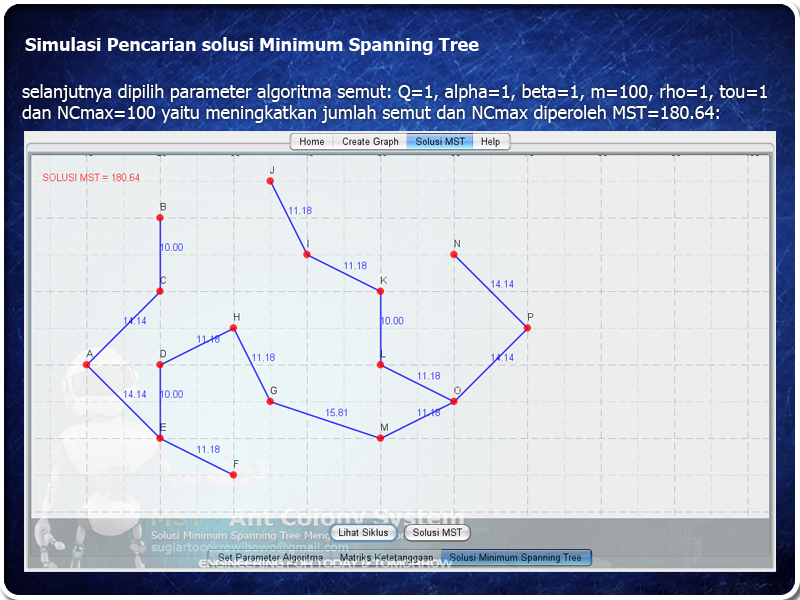 Simulasi Pencarian solusi Minimum Spanning Tree
selanjutnya dipilih parameter algoritma semut: Q=1, alpha=1, beta=1, m=100, rho=1, tou=1
dan NCmax=100 yaitu meningkatkan jumlah semut dan NCmax diperoleh MST=180.64:
Home Create Graph Solusi MST Help
SOLUSI MST = 180.64
J
B
11.18
10.00
I
N
11.18
C
K
14.14
H
P
14.14
10.00
11.18
A
D
11.18
L
14.14
11.18
14.14
10.00
G
O
15.81
11.18
E
M
11.18
F
MST - Ant Colony System
Lihat Siklus Solusi MST
Solusi Minimum Spanning Tree
sugiartocokrowibowo@gmail.com
Set Parameter Algoritma Matriks Ketetanggaan Solusi Minimum Spanning Tree
ENGINEERING FOR TODAY & TOMORROW